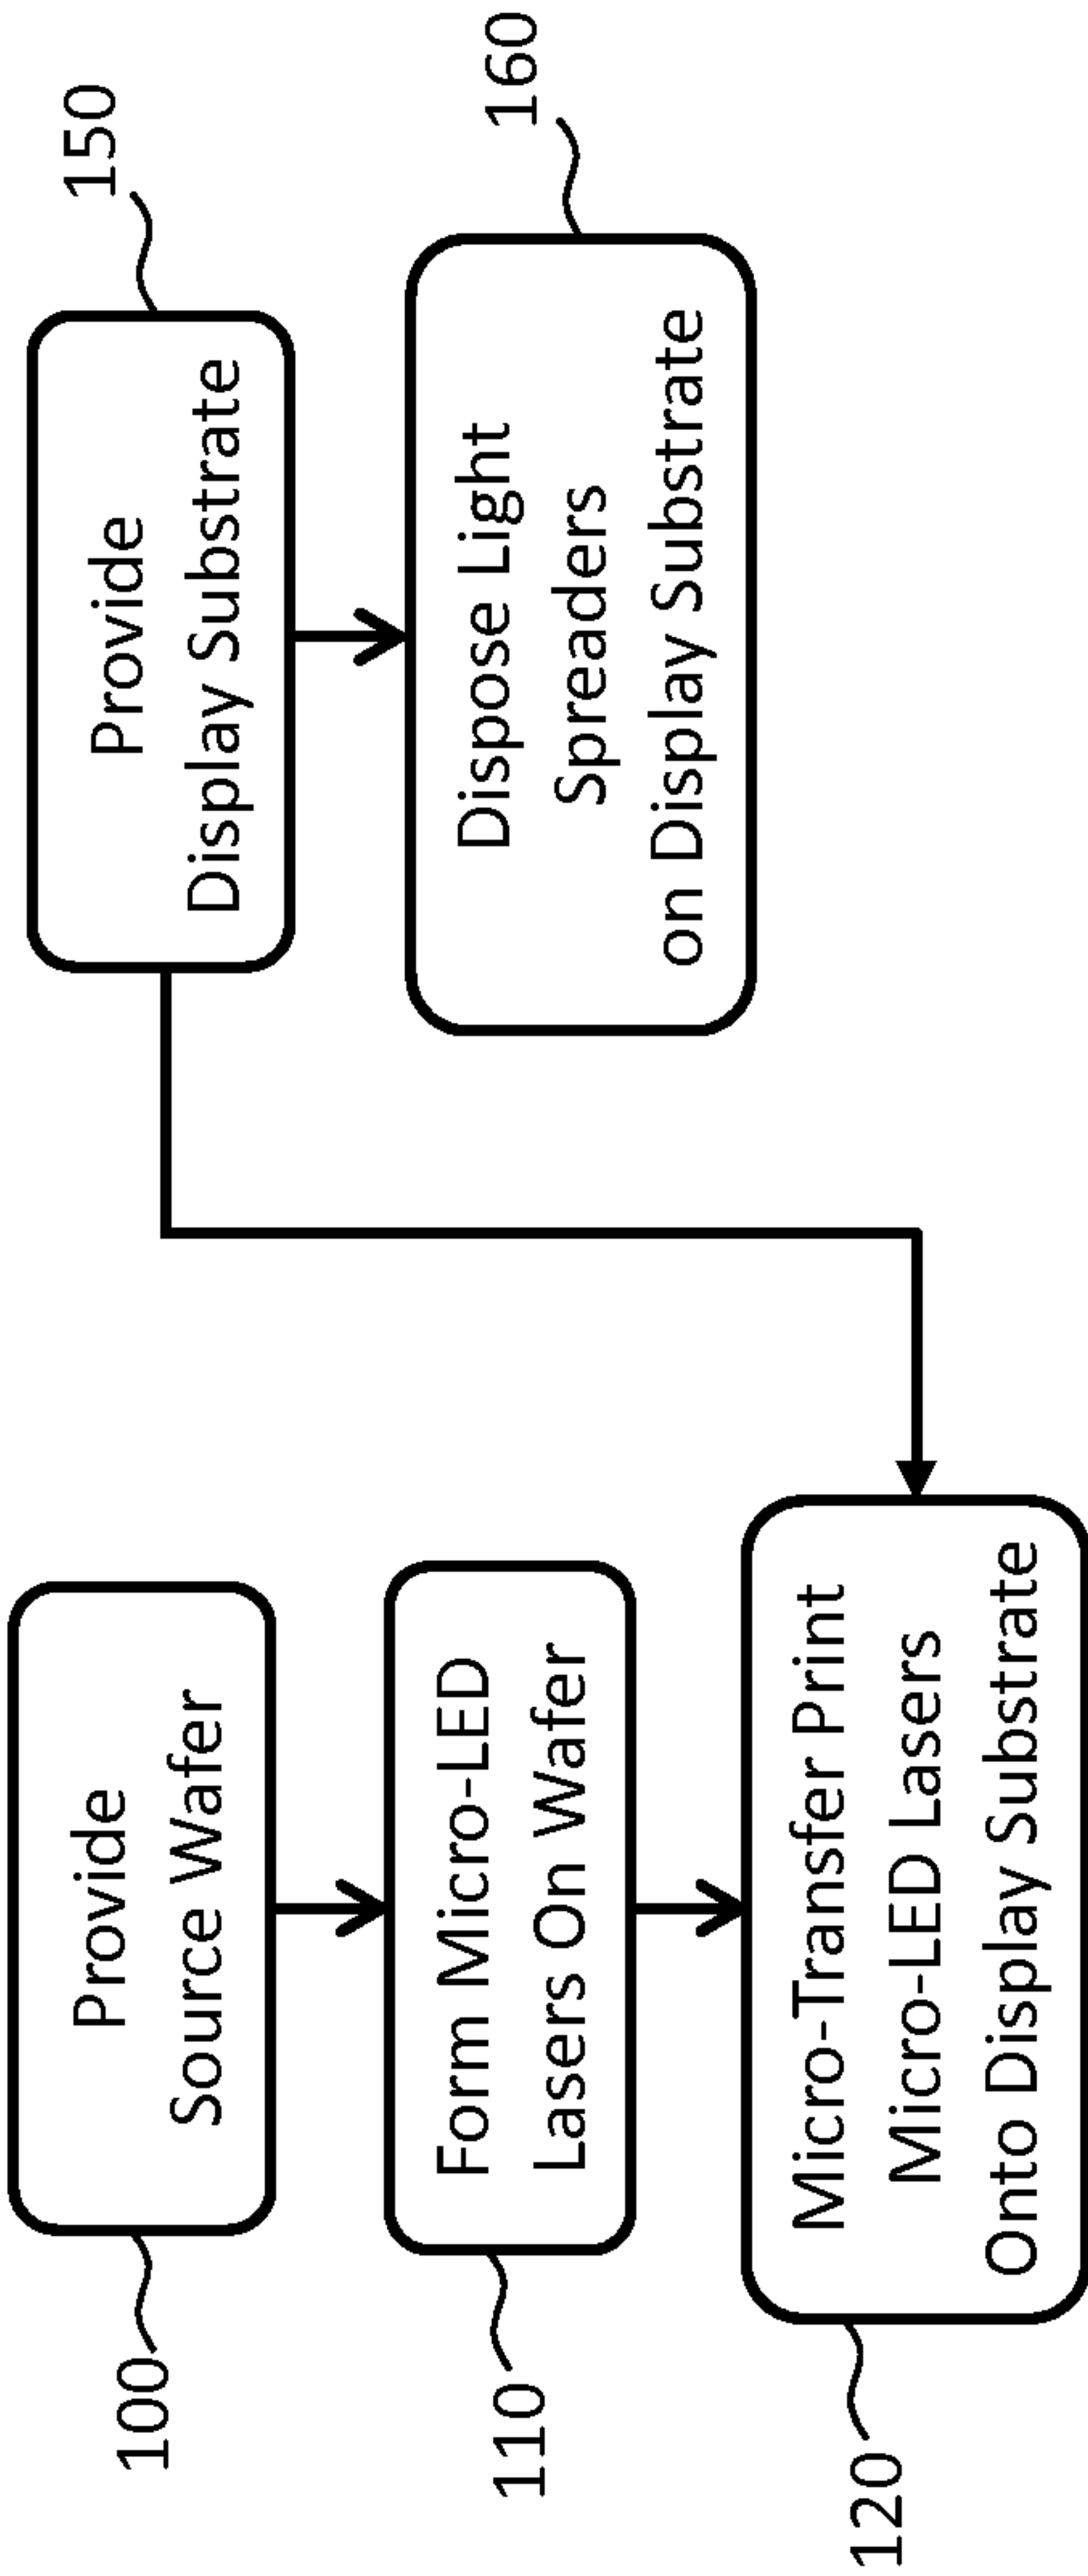 100
Provide
Source Wafer
110
Form Micro-LED
Lasers On Wafer
120
Micro-Transfer Print
Micro-LED Lasers
Onto Display Substrate
150
Provide
Display Substrate
160
Dispose Light
Spreaders
on Display Substrate